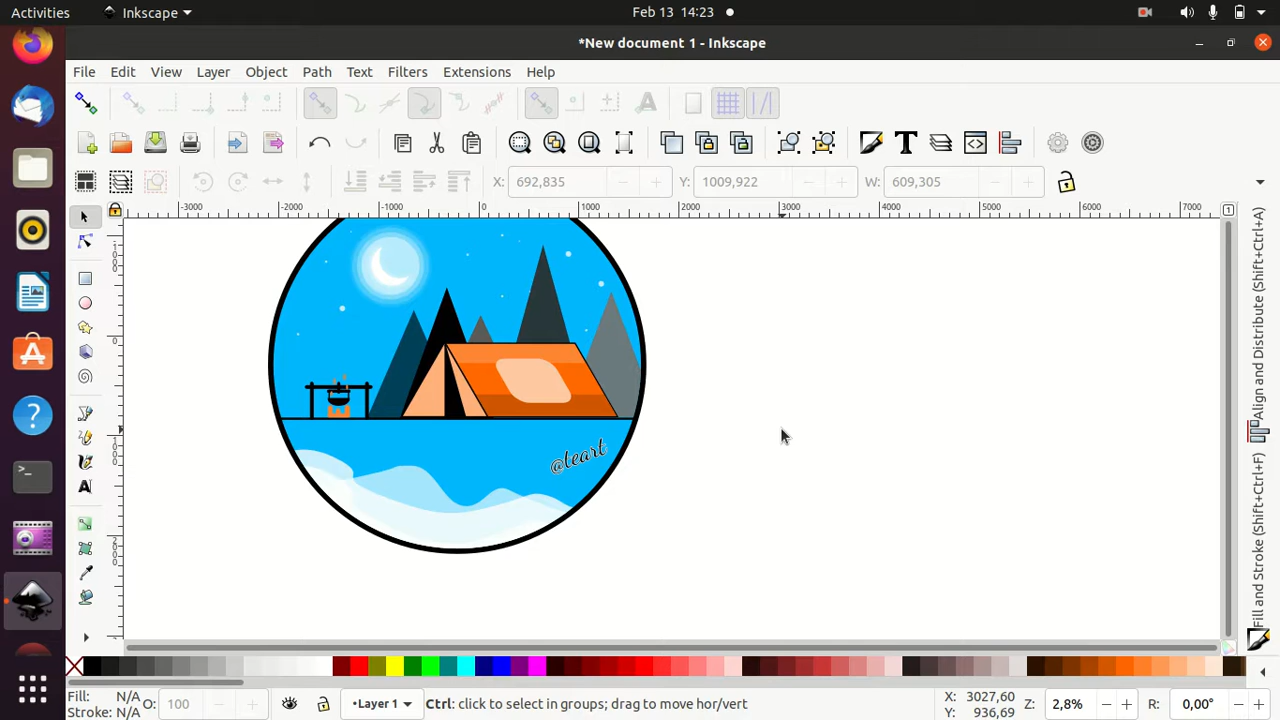 Activities
Inkscape
Feb 13 14:23
*New document 1 - Inkscape
File Edit View Layer Object Path Text Filters Extensions Help
X: 692,835 Y: 1009,922 W: 609,305
-3000 -2000 -1000 0 1000 2000 3000 4000 5000 6000 7000
@teart
Align and Distribute (Shift+Ctrl+A)
Fill and Stroke (Shift+Ctrl+F)
Fill: N/A
Stroke: N/A
O: 100
•Layer 1
Ctrl: click to select in groups; drag to move hor/vert
X: 3027,60
Y: 936,69
Z: 2,8%
R: 0,00°